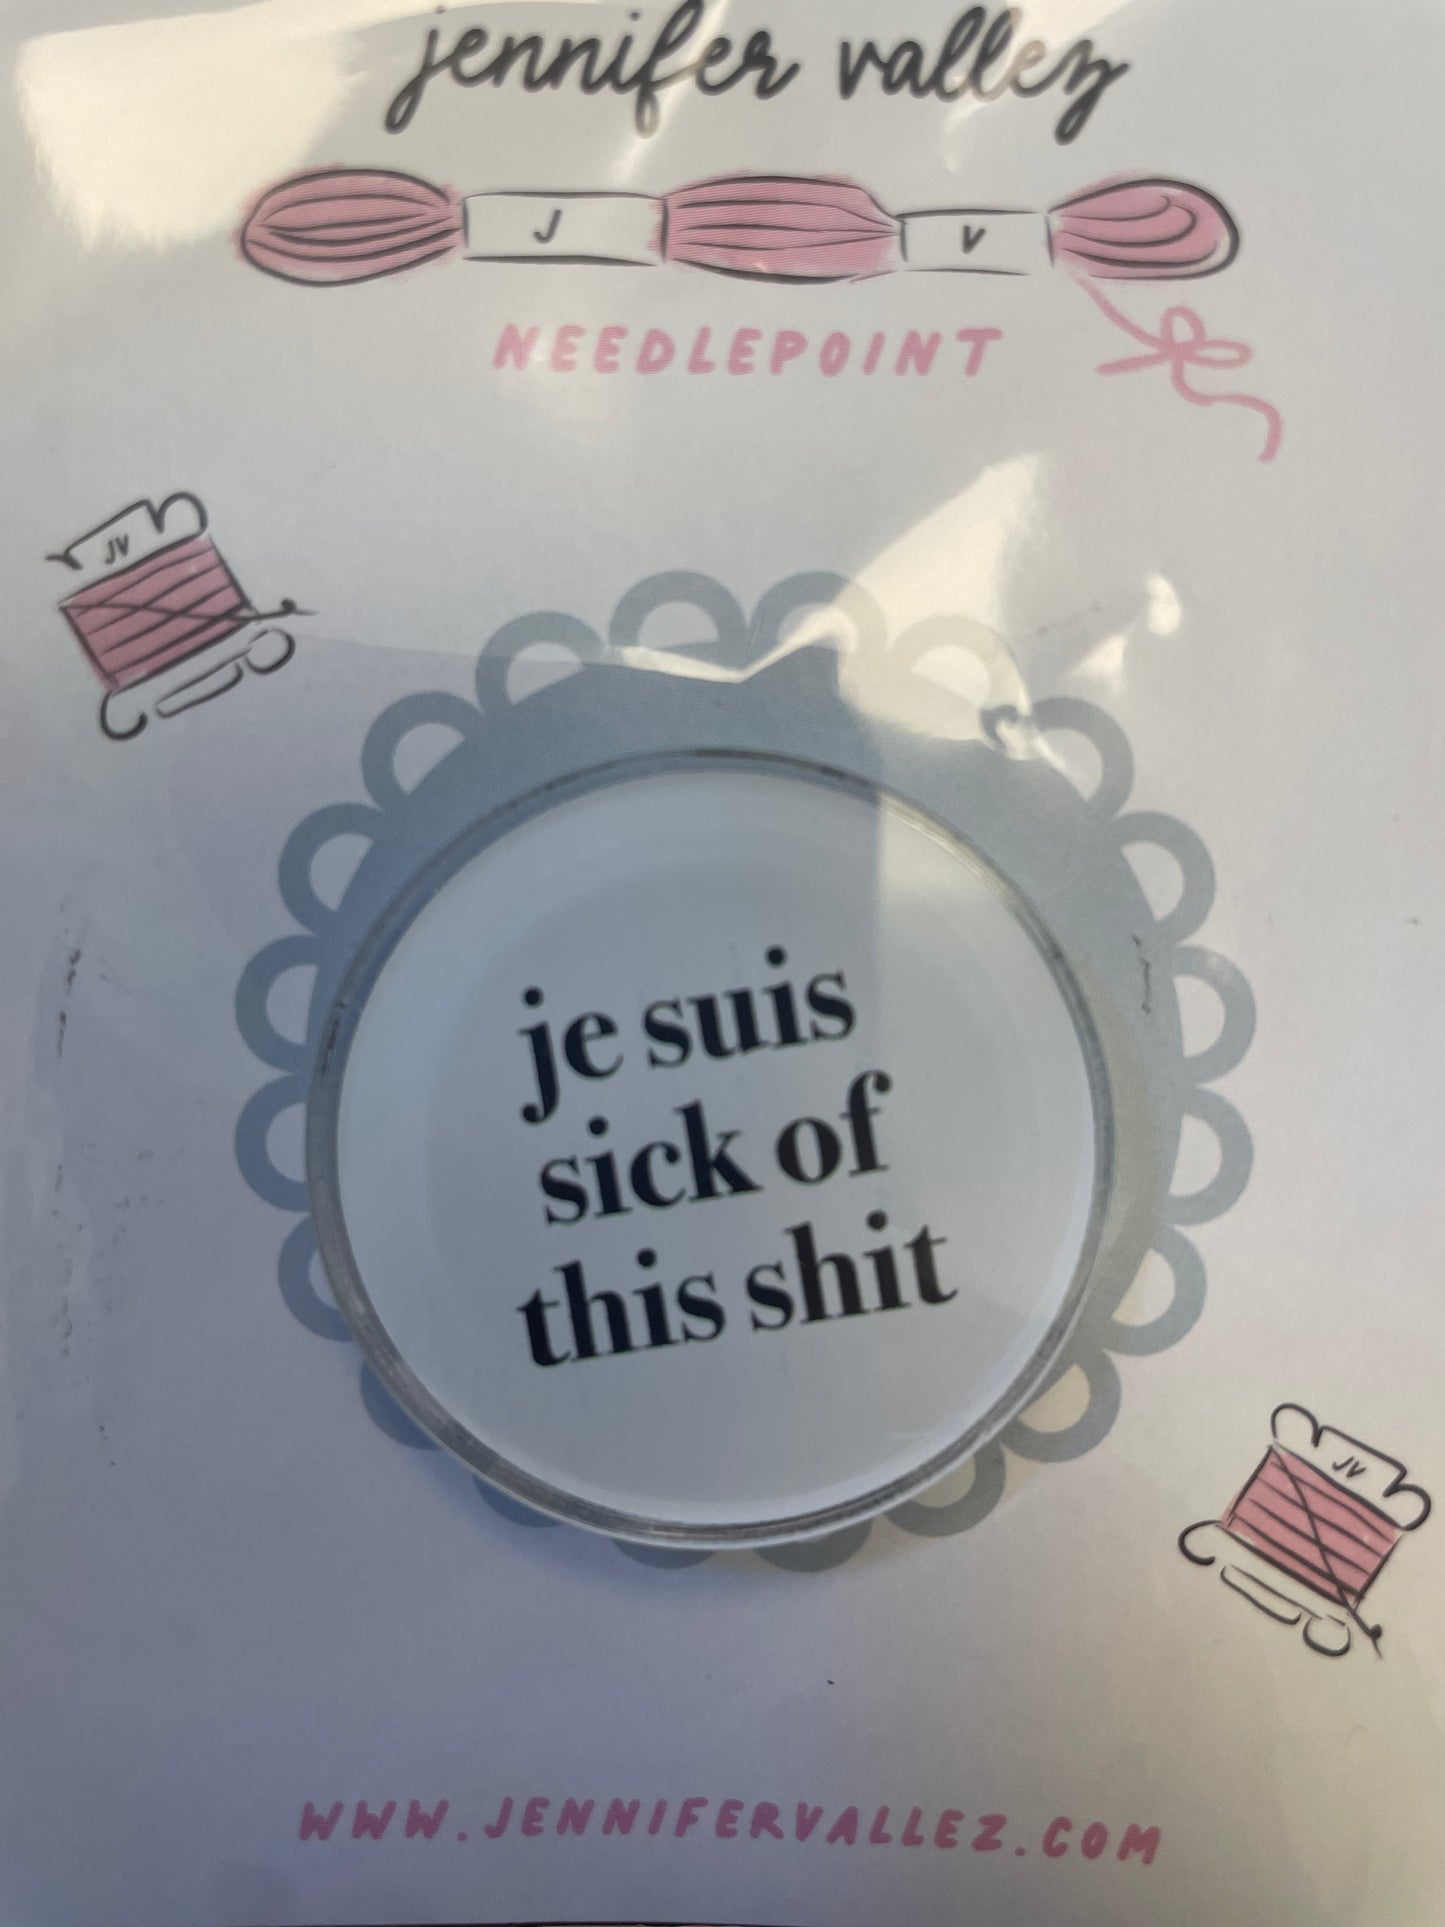 jennifer vallez
J V
NEEDLEPOINT
JV
je suis
sick of
this shit
JV
WWW.JENNIFERVALLEZ.COM